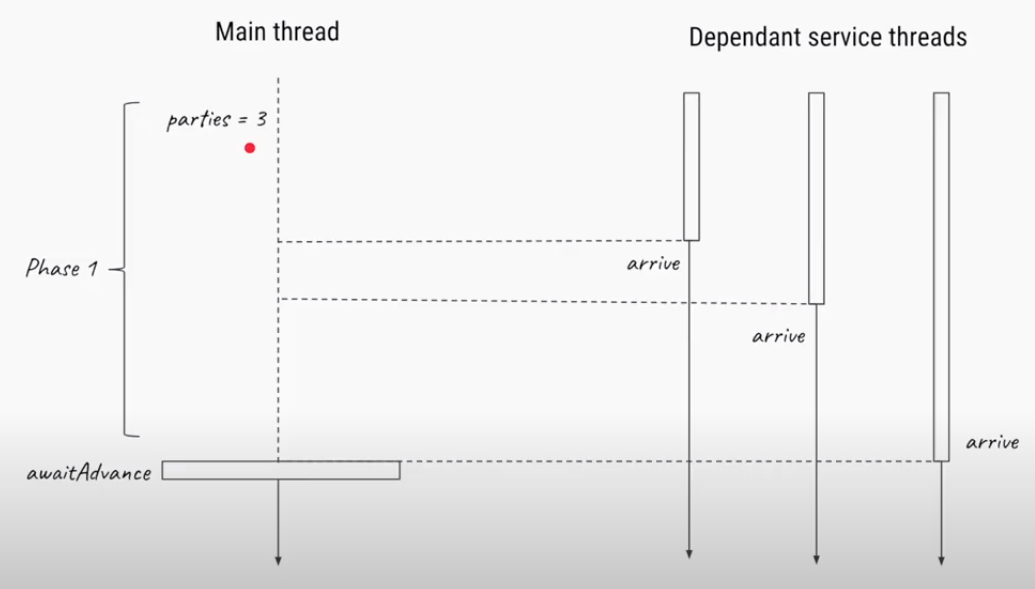 Main thread
Dependant service threads
parties = 3
Phase 1
arrive
arrive
arrive
awaitAdvance